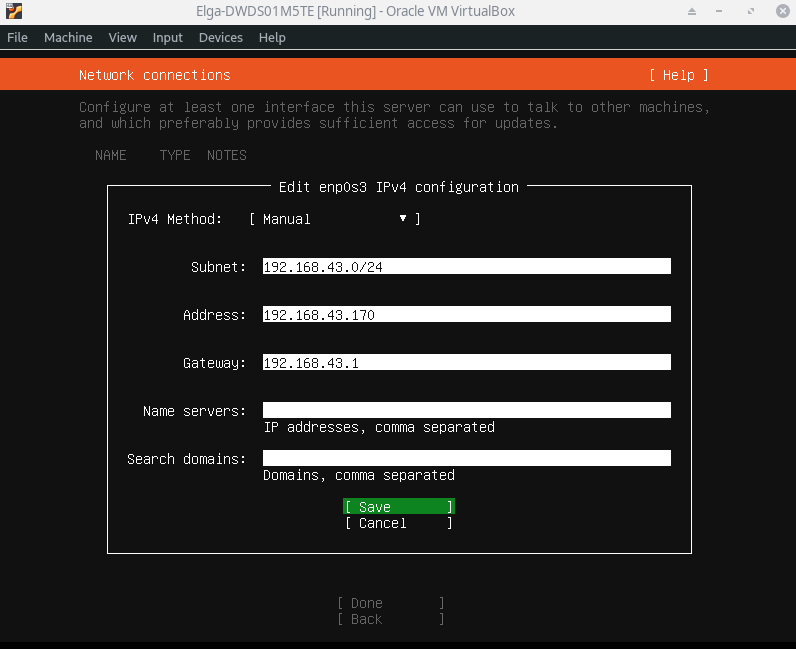 Elga-DWDS01M5TE [Running] - Oracle VM VirtualBox
File Machine View Input Devices Help
Network connections [ Help ]
Configure at least one interface this server can use to talk to other machines,
and which preferably provides sufficient access for updates.
NAME TYPE NOTES
Edit enp0s3 IPv4 configuration
IPv4 Method: [ Manual ▾ ]
Subnet: 192.168.43.0/24
Address: 192.168.43.170
Gateway: 192.168.43.1
Name servers:
IP addresses, comma separated
Search domains:
Domains, comma separated
[ Save ]
[ Cancel ]
[ Done ]
[ Back ]